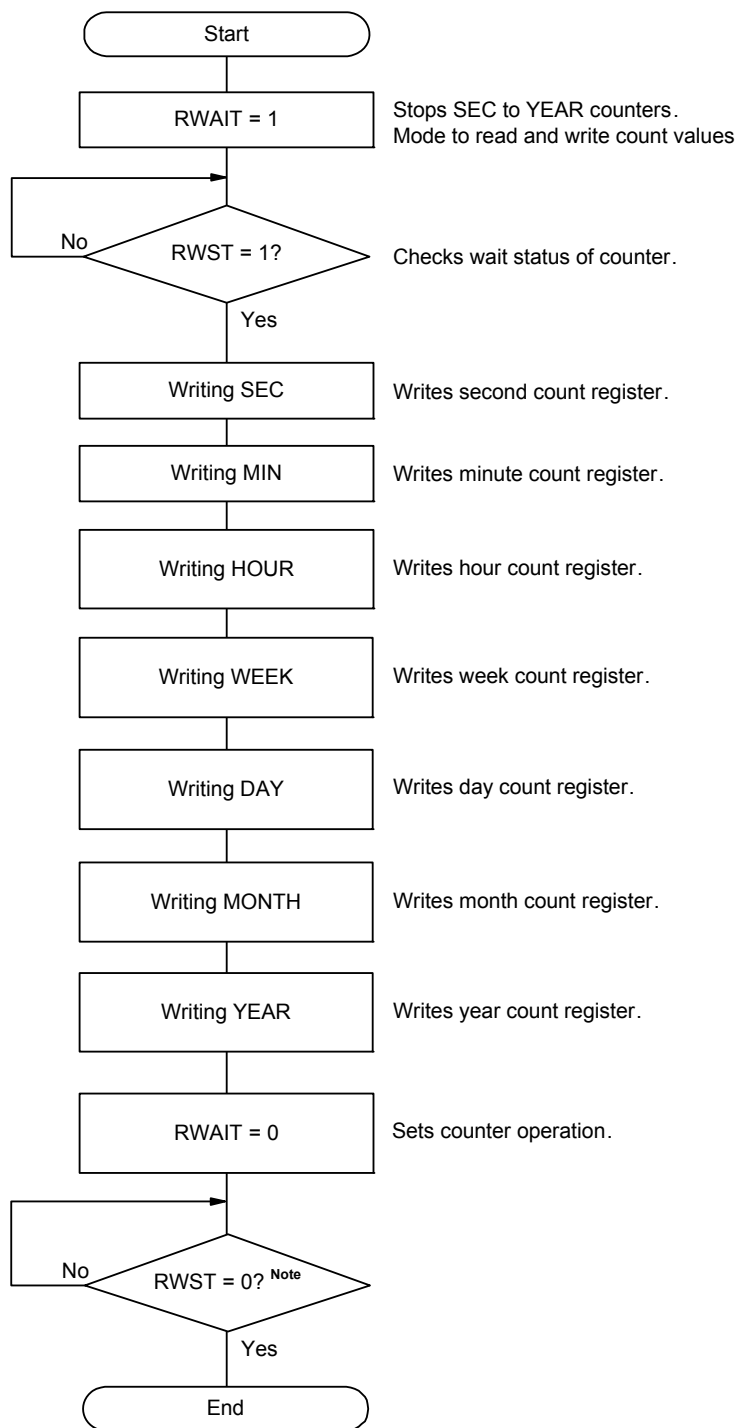 Start
RWAIT = 1
Stops SEC to YEAR counters.
Mode to read and write count values
No
RWST = 1?
Checks wait status of counter.
Yes
Writing SEC
Writes second count register.
Writing MIN
Writes minute count register.
Writing HOUR
Writes hour count register.
Writing WEEK
Writes week count register.
Writing DAY
Writes day count register.
Writing MONTH
Writes month count register.
Writing YEAR
Writes year count register.
RWAIT = 0
Sets counter operation.
No
RWST = 0? Note
Yes
End